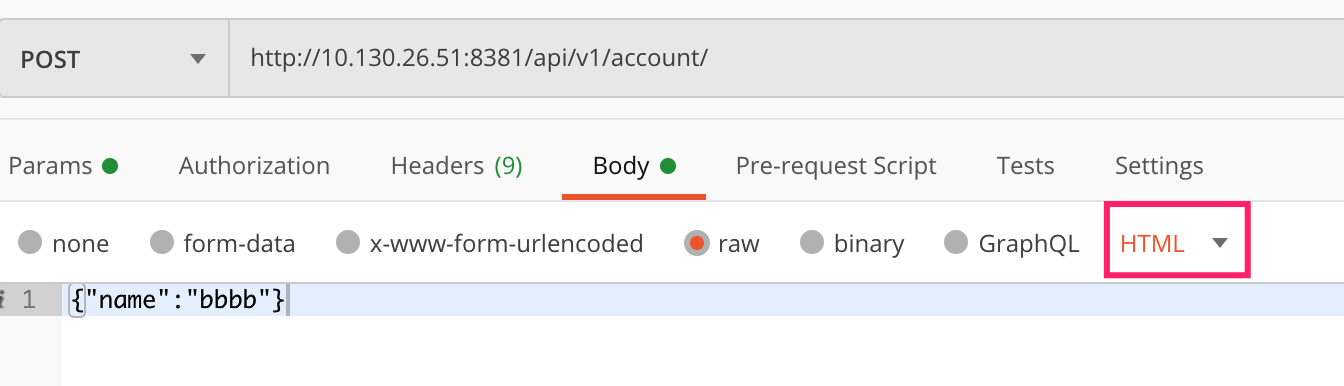 POST http://10.130.26.51:8381/api/v1/account/
Params Authorization Headers (9) Body Pre-request Script Tests Settings
none form-data x-www-form-urlencoded raw binary GraphQL HTML
i 1 {"name":"bbbb"}